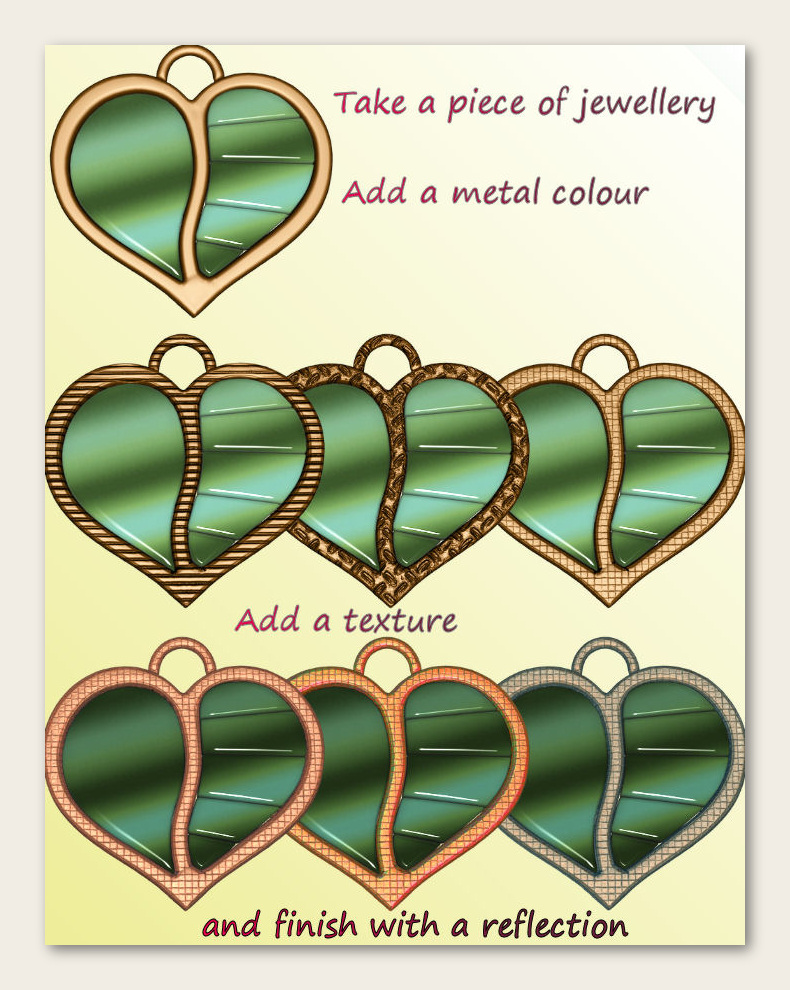 Take a piece of jewellery
Add a metal colour
Add a texture
and finish with a reflection